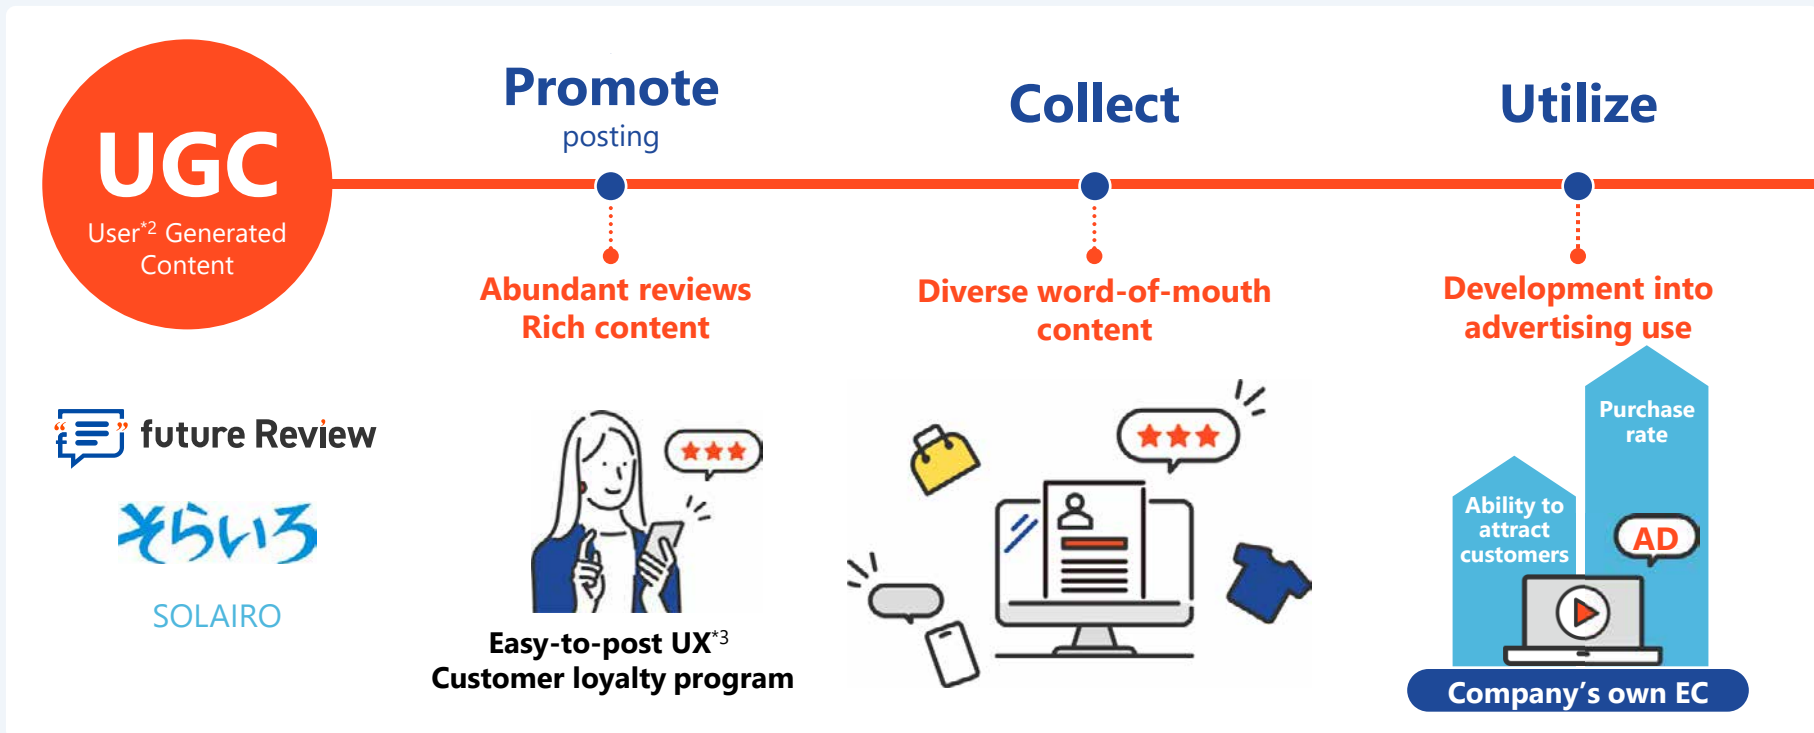 UGC
User*2 Generated
Content
Promote
posting
Collect
Utilize
Abundant reviews
Rich content
Diverse word-of-mouth
content
Development into
advertising use
future Review
そらいろ
SOLAIRO
Easy-to-post UX*3
Customer loyalty program
Purchase
rate
Ability to
attract
customers
AD
Company's own EC